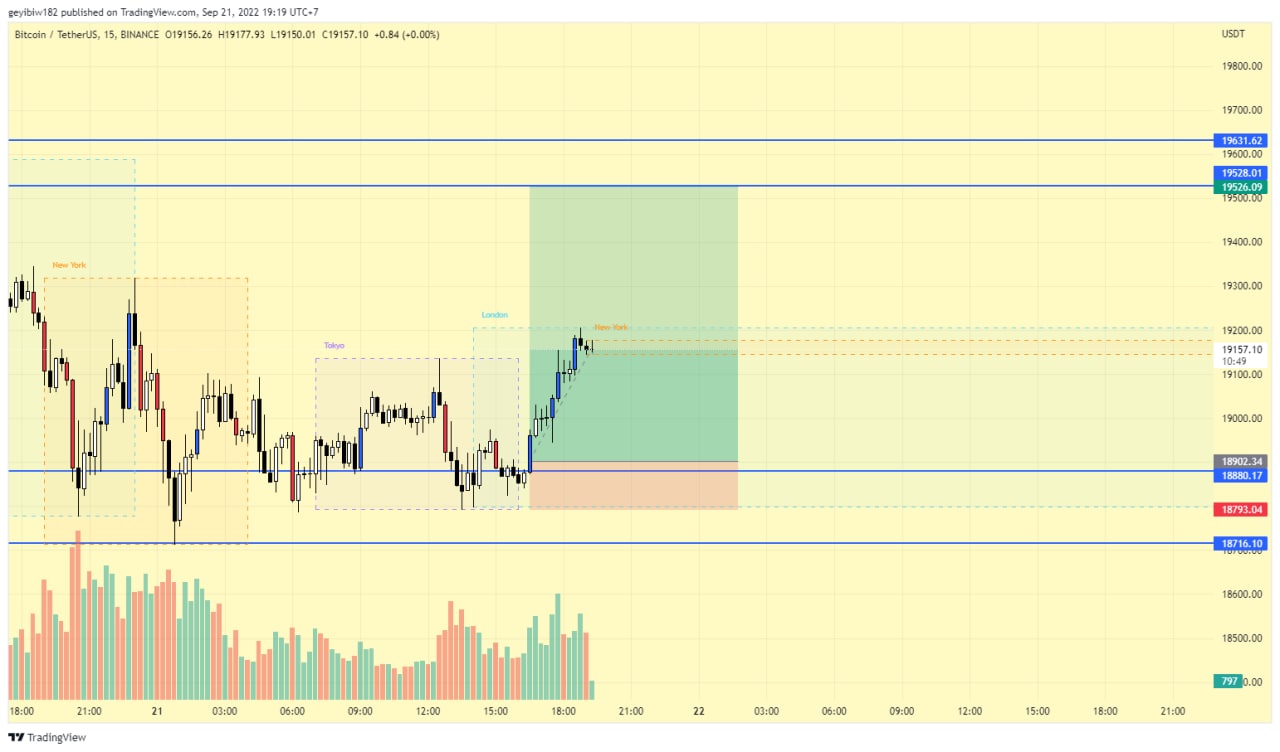 geyibiw182 published on TradingView.com, Sep 21, 2022 19:19 UTC+7
Bitcoin / TetherUS, 15, BINANCE O19156.26 H19177.93 L19150.01 C19157.10 +0.84 (+0.00%)
USDT
19800.00
19700.00
19631.62
19600.00
19528.01
19526.09
19500.00
19400.00
New York
19300.00
London
New York
19200.00
Tokyo
19157.10
10:49
19100.00
19000.00
18902.34
18880.17
18793.04
18716.10
18600.00
18500.00
797
18:00 21:00 21 03:00 06:00 09:00 12:00 15:00 18:00 21:00 22 03:00 06:00 09:00 12:00 15:00 18:00 21:00
TradingView